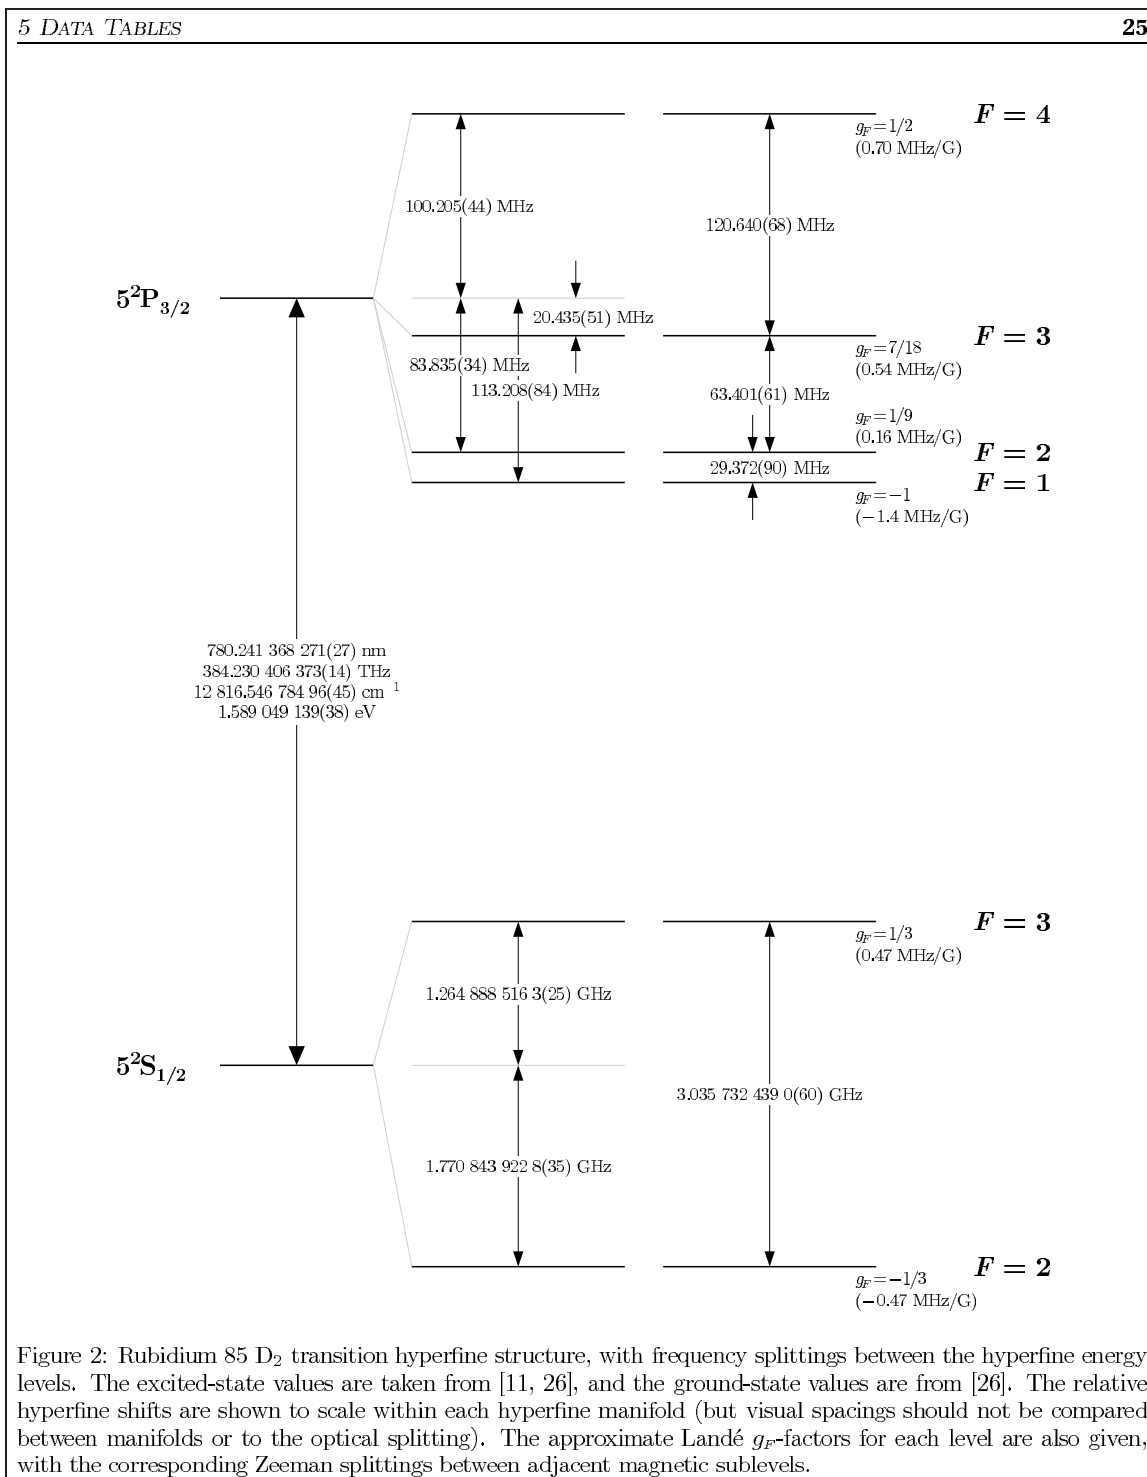 5 DATA TABLES 25
F = 4
g_F = 1/2
(0.70 MHz/G)
100.205(44) MHz
120.640(68) MHz
5²P₃/₂
20.435(51) MHz
F = 3
g_F = 7/18
(0.54 MHz/G)
83.835(34) MHz
113.208(84) MHz
63.401(61) MHz
g_F = 1/9
(0.16 MHz/G)
F = 2
29.372(90) MHz
F = 1
g_F = −1
(−1.4 MHz/G)
780.241 368 271(27) nm
384.230 406 373(14) THz
12 816.546 784 96(45) cm⁻¹
1.589 049 139(38) eV
F = 3
g_F = 1/3
(0.47 MHz/G)
1.264 888 516 3(25) GHz
5²S₁/₂
3.035 732 439 0(60) GHz
1.770 843 922 8(35) GHz
F = 2
g_F = −1/3
(−0.47 MHz/G)
Figure 2: Rubidium 85 D₂ transition hyperfine structure, with frequency splittings between the hyperfine energy
levels. The excited-state values are taken from [11, 26], and the ground-state values are from [26]. The relative
hyperfine shifts are shown to scale within each hyperfine manifold (but visual spacings should not be compared
between manifolds or to the optical splitting). The approximate Landé g_F-factors for each level are also given,
with the corresponding Zeeman splittings between adjacent magnetic sublevels.